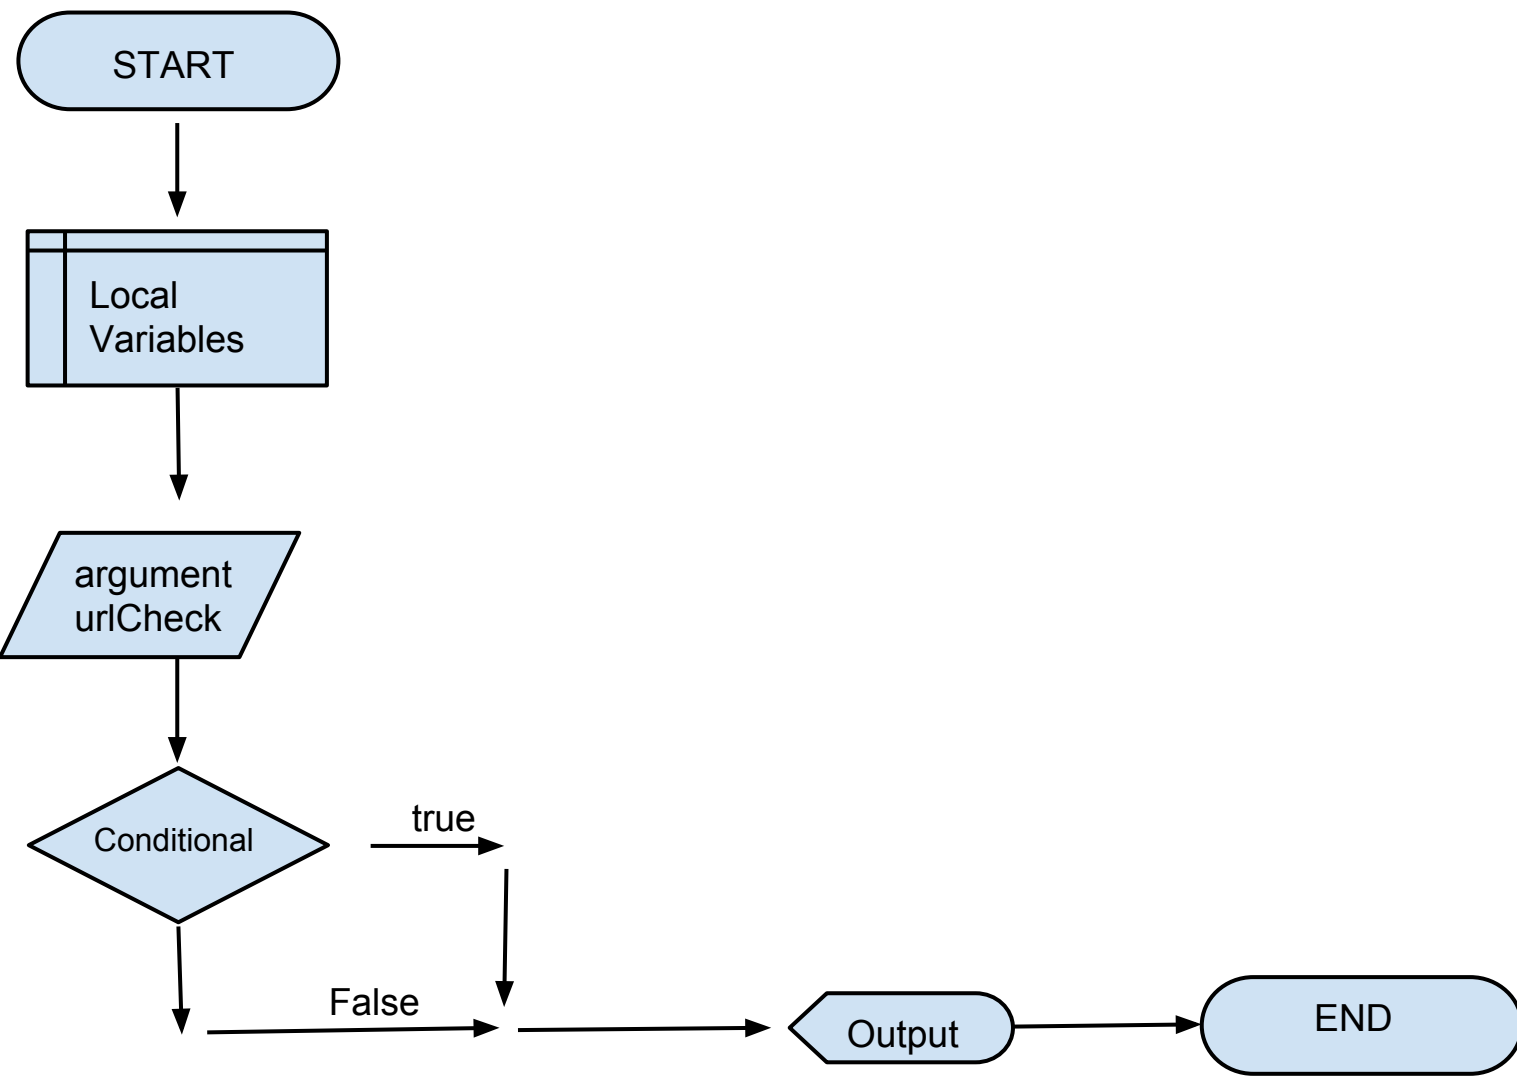 START
Local
Variables
argument
urlCheck
Conditional
true
False
Output
END